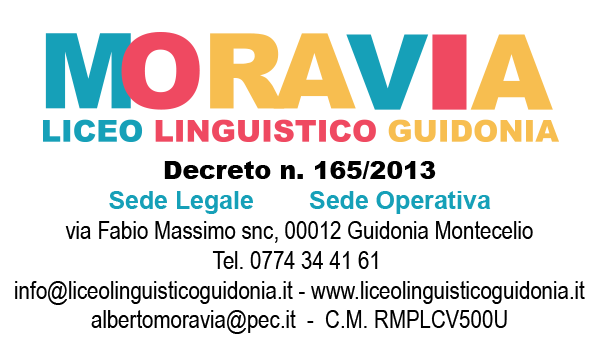 MORAVIA
LICEO LINGUISTICO GUIDONIA
Decreto n. 165/2013
Sede Legale Sede Operativa
via Fabio Massimo snc, 00012 Guidonia Montecelio
Tel. 0774 34 41 61
info@liceolinguisticoguidonia.it - www.liceolinguisticoguidonia.it
albertomoravia@pec.it - C.M. RMPLCV500U